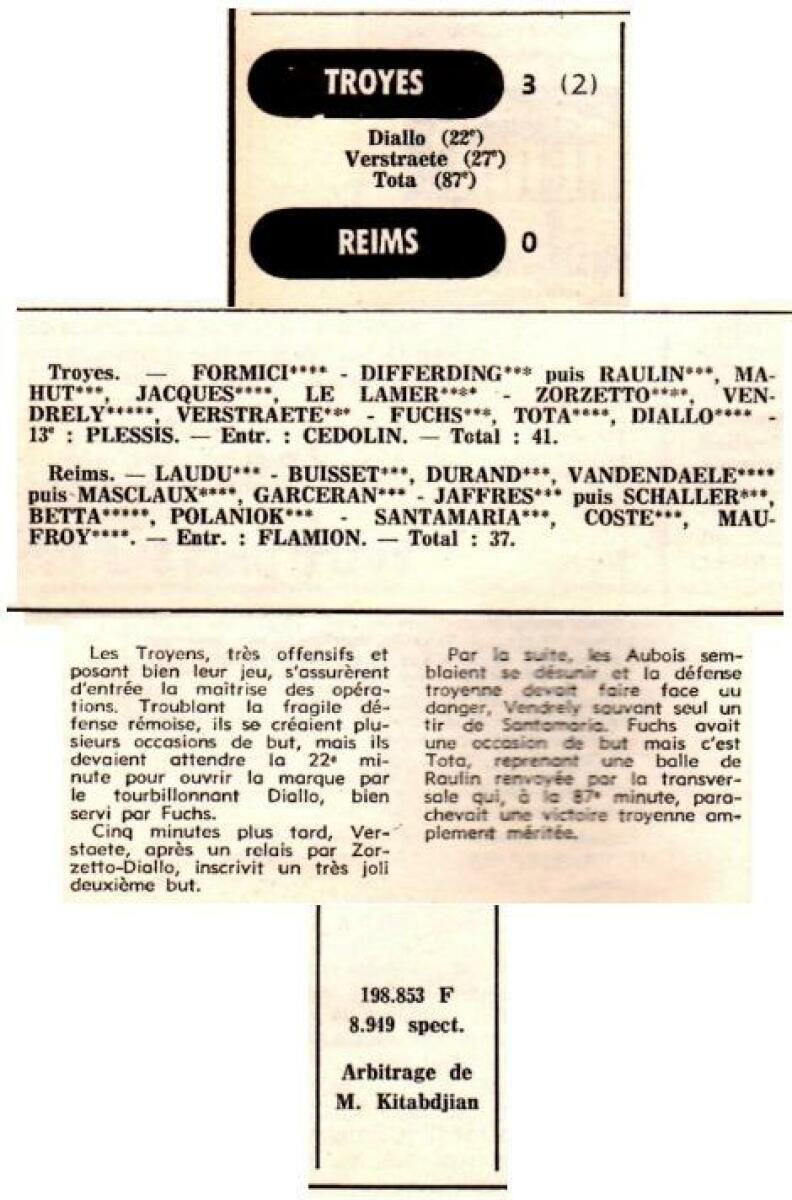 TROYES 3 (2)
Diallo (22e)
Verstraete (27e)
Tota (87e)
REIMS 0
Troyes. — FORMICI**** - DIFFERDING*** puis RAULIN***, MA-
HUT***, JACQUES****, LE LAMER**** - ZORZETTO****, VEN-
DRELY*****, VERSTRAETE*** - FUCHS***, TOTA****, DIALLO**** -
13e : PLESSIS. — Entr. : CEDOLIN. — Total : 41.
Reims. — LAUDU*** - BUISSET***, DURAND***, VANDENDAELE****
puis MASCLAUX****, GARCERAN*** - JAFFRES*** puis SCHALLER***,
BETTA*****, POLANIOK*** - SANTAMARIA***, COSTE***, MAU-
FROY****. — Entr. : FLAMION. — Total : 37.
Les Troyens, très offensifs et
posant bien leur jeu, s'assurèrent
d'entrée la maîtrise des opéra-
tions. Troublant la fragile dé-
fense rémoise, ils se créaient plu-
sieurs occasions de but, mais ils
devaient attendre la 22e mi-
nute pour ouvrir la marque par
le tourbillonnant Diallo, bien
servi par Fuchs.
Cinq minutes plus tard, Ver-
staete, après un relais par Zor-
zetto-Diallo, inscrivit un très joli
deuxième but.
Par la suite, les Aubois sem-
blaient se désunir et la défense
troyenne devait faire face au
danger, Vendrely sauvant seul un
tir de Santamaria. Fuchs avait
une occasion de but mais c'est
Tota, reprenant une balle de
Raulin renvoyée par la transver-
sale qui, à la 87e minute, para-
chevait une victoire troyenne am-
plement méritée.
198.853 F
8.949 spect.
Arbitrage de
M. Kitabdjian